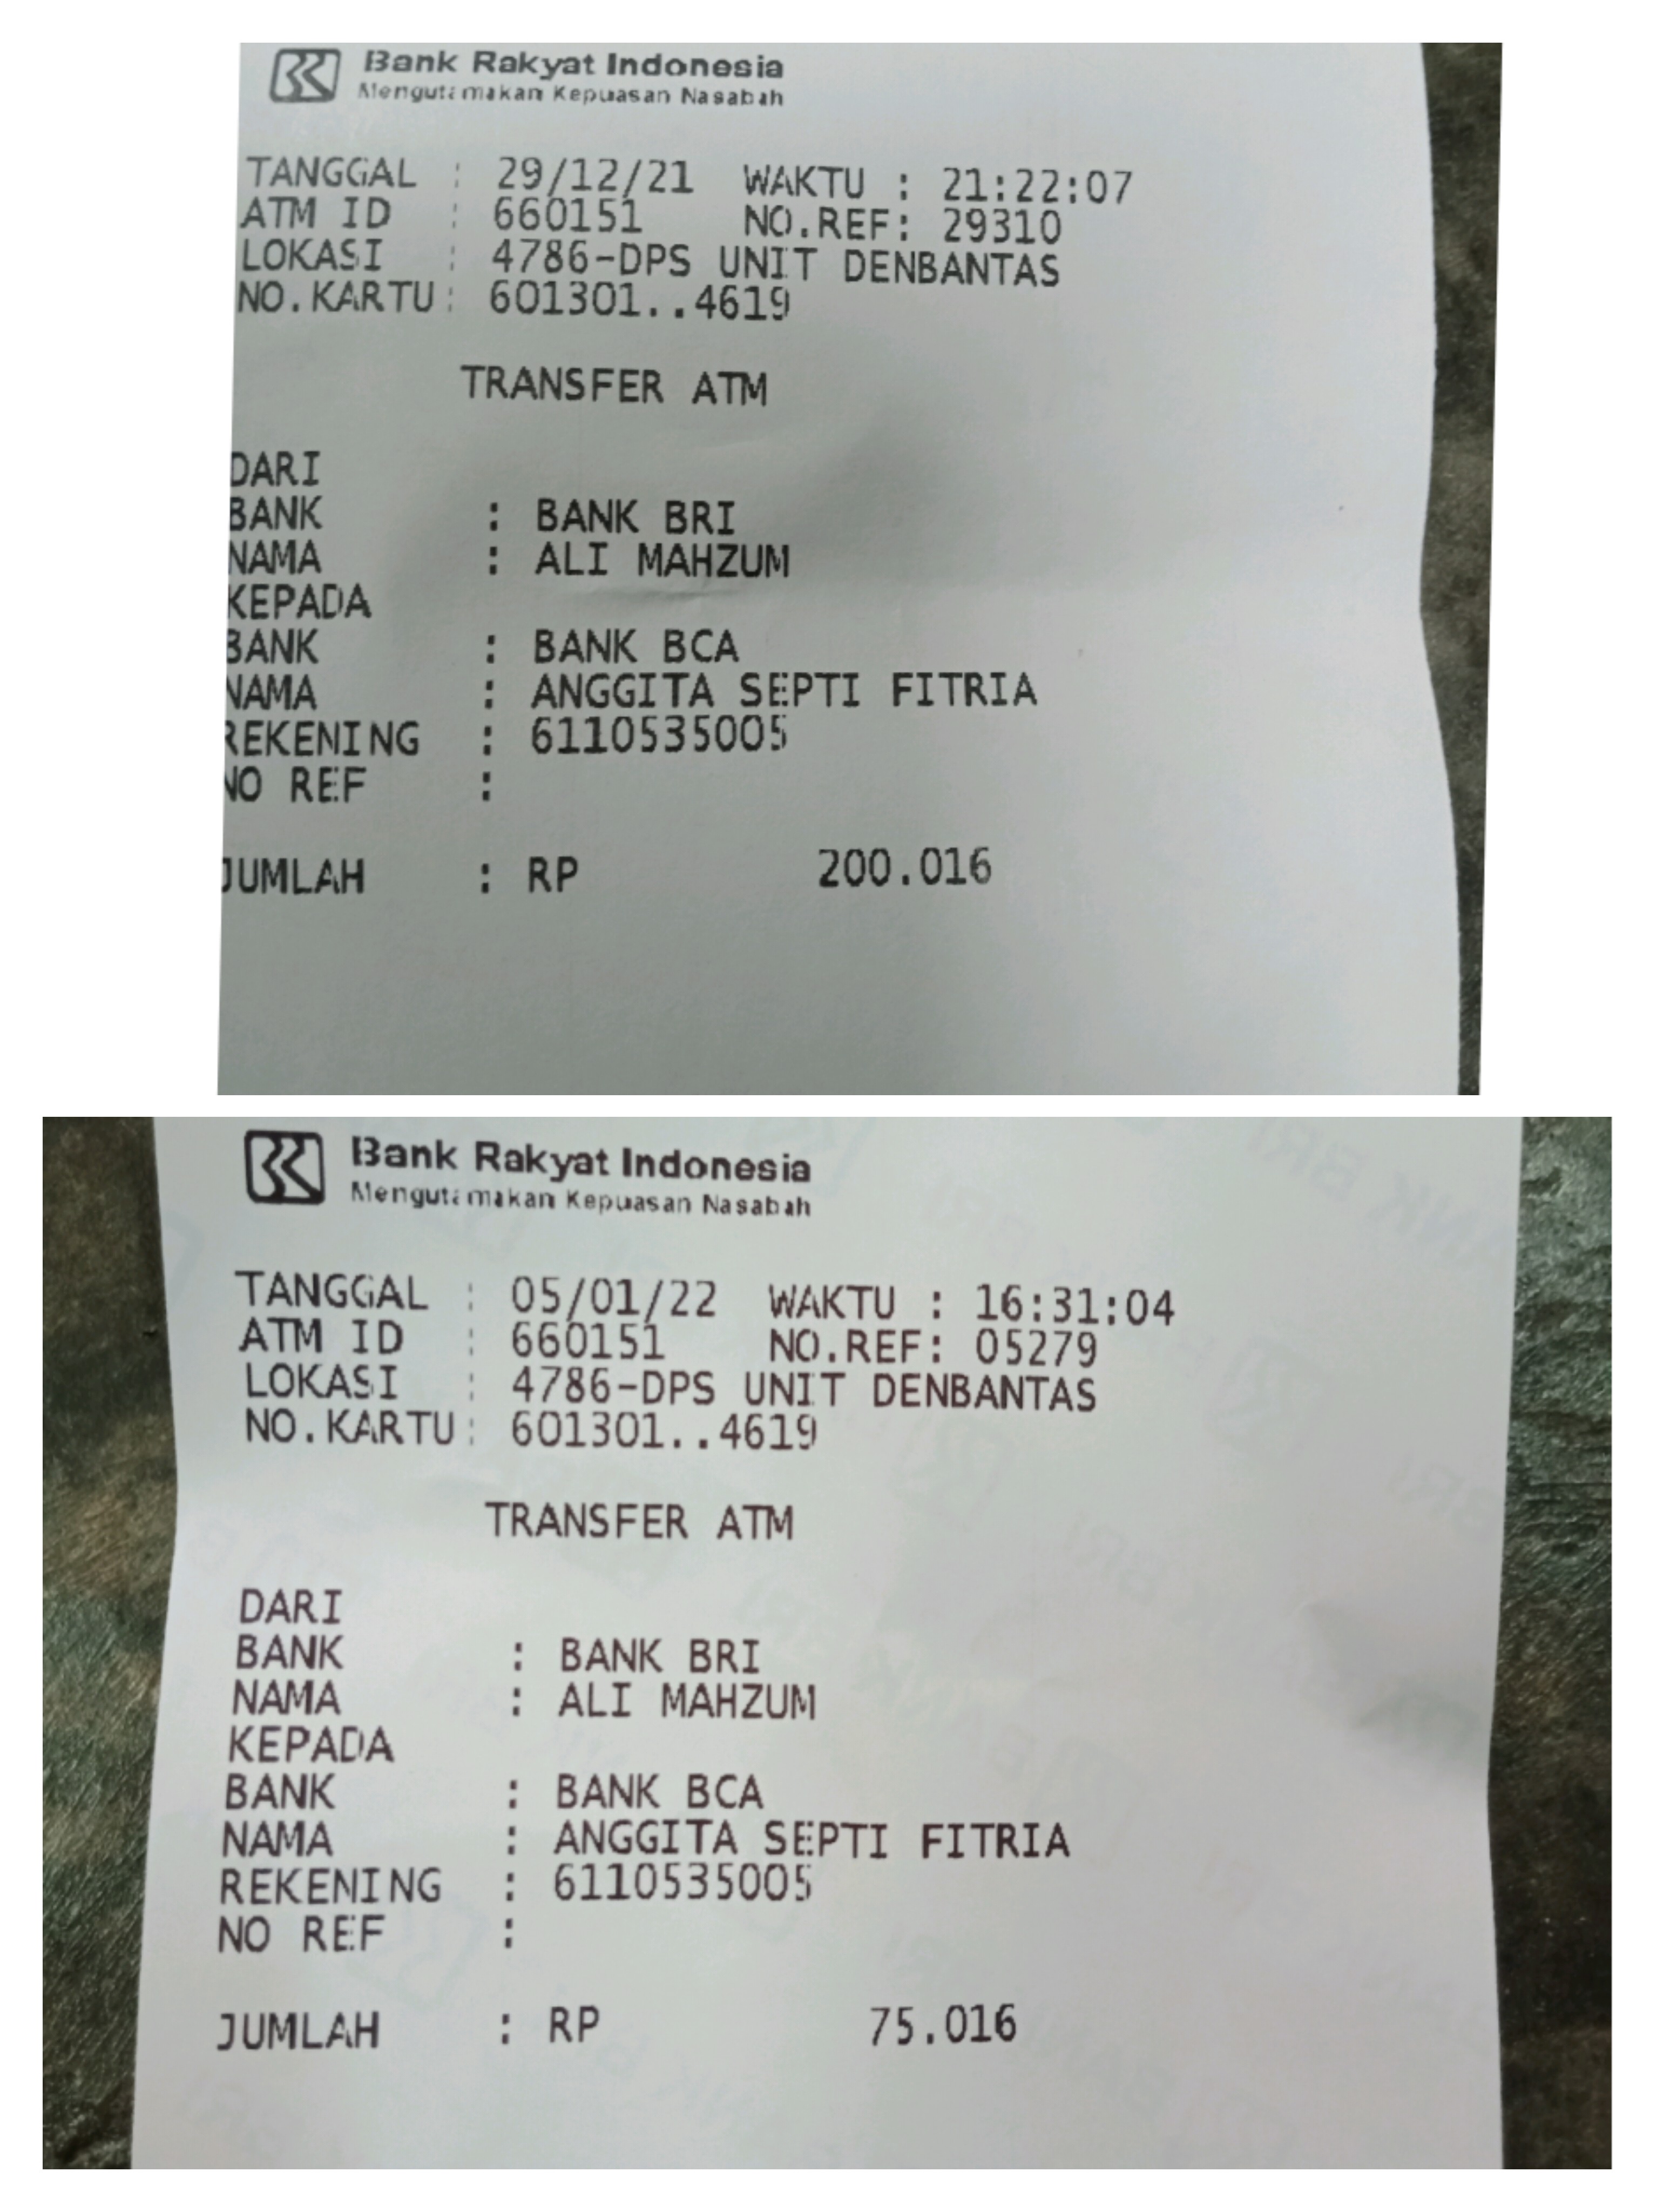 Bank Rakyat Indonesia
Mengutamakan Kepuasan Nasabah
TANGGAL : 29/12/21 WAKTU : 21:22:07
ATM ID : 660151 NO.REF: 29310
LOKASI : 4786-DPS UNIT DENBANTAS
NO.KARTU: 601301..4619
TRANSFER ATM
DARI
BANK : BANK BRI
NAMA : ALI MAHZUM
KEPADA
BANK : BANK BCA
NAMA : ANGGITA SEPTI FITRIA
REKENING : 6110535005
NO REF :
JUMLAH : RP 200.016
Bank Rakyat Indonesia
Mengutamakan Kepuasan Nasabah
TANGGAL : 05/01/22 WAKTU : 16:31:04
ATM ID : 660151 NO.REF: 05279
LOKASI : 4786-DPS UNIT DENBANTAS
NO.KARTU: 601301..4619
TRANSFER ATM
DARI
BANK : BANK BRI
NAMA : ALI MAHZUM
KEPADA
BANK : BANK BCA
NAMA : ANGGITA SEPTI FITRIA
REKENING : 6110535005
NO REF :
JUMLAH : RP 75.016